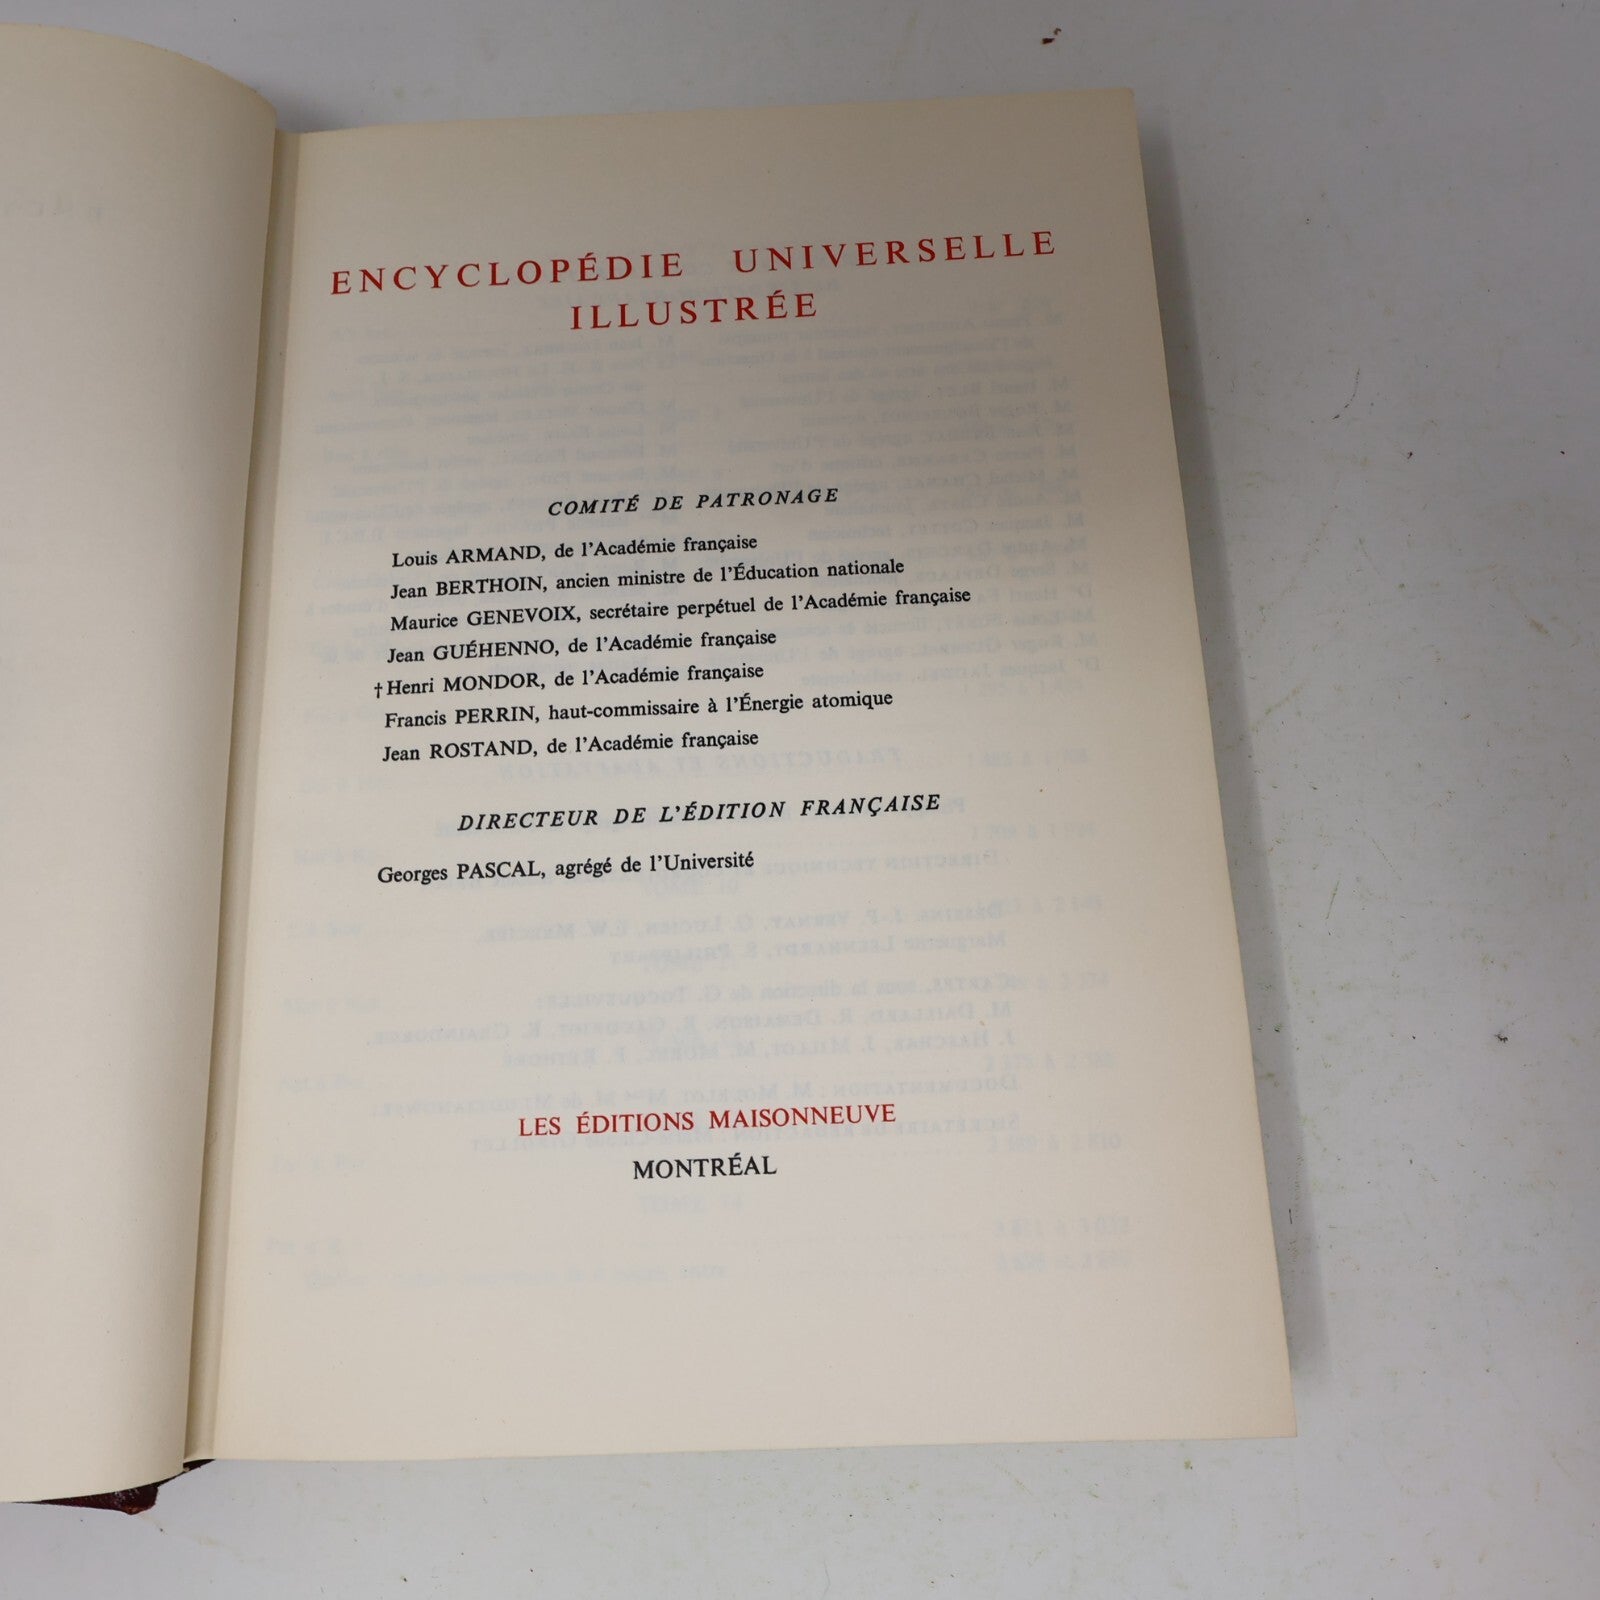 ENCYCLOPÉDIE UNIVERSELLE
ILLUSTRÉE
COMITÉ DE PATRONAGE
Louis ARMAND, de l'Académie française
Jean BERTHOIN, ancien ministre de l'Éducation nationale
Maurice GENEVOIX, secrétaire perpétuel de l'Académie française
Jean GUÉHENNO, de l'Académie française
† Henri MONDOR, de l'Académie française
Francis PERRIN, haut-commissaire à l'Énergie atomique
Jean ROSTAND, de l'Académie française
DIRECTEUR DE L'ÉDITION FRANÇAISE
Georges PASCAL, agrégé de l'Université
LES ÉDITIONS MAISONNEUVE
MONTRÉAL